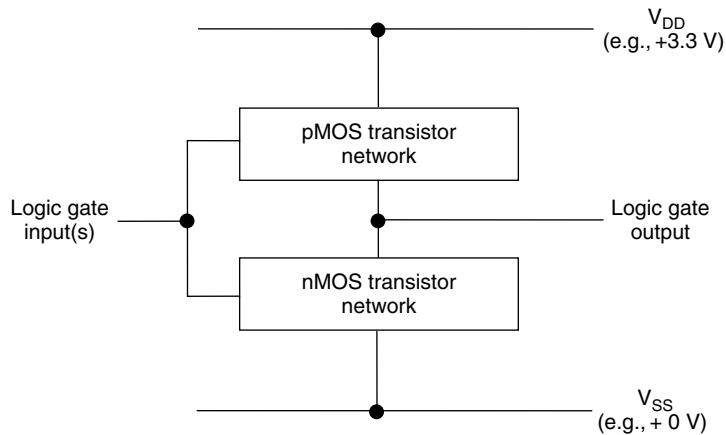 V_DD
(e.g., +3.3 V)
pMOS transistor
network
Logic gate
input(s)
Logic gate
output
nMOS transistor
network
V_SS
(e.g., + 0 V)